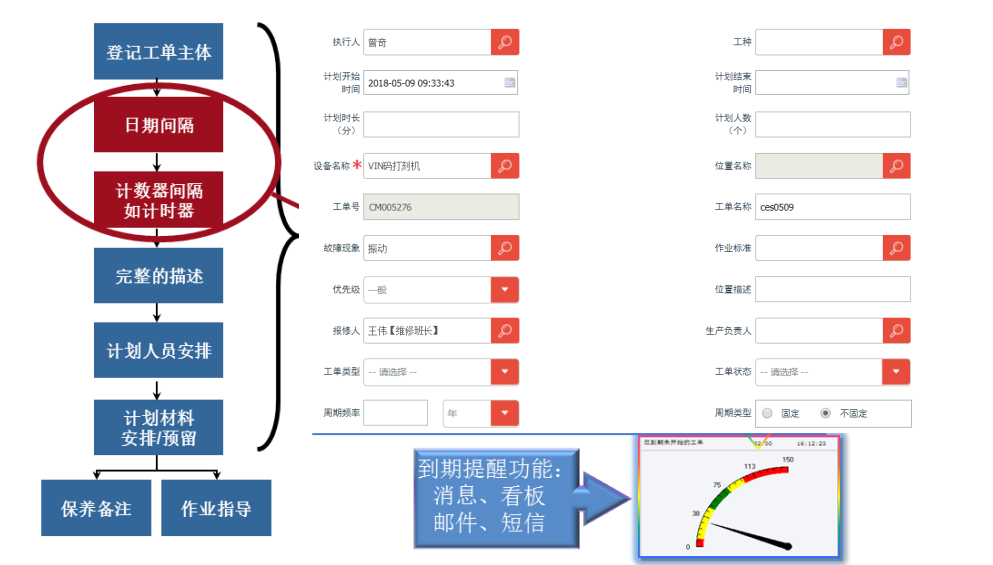 登记工单主体
日期间隔
计数器间隔
如计时器
完整的描述
计划人员安排
计划材料
安排/预留
保养备注
作业指导
执行人 曾奇
工种
计划开始
时间 2018-05-09 09:33:43
计划结束
时间
计划时长
（分）
计划人数
（个）
设备名称 * VIN码打刻机
位置名称
工单号 CM005276
工单名称 ces0509
故障现象 振动
作业标准
优先级 一般
位置描述
报修人 王伟【维修班长】
生产负责人
工单类型 -- 请选择 --
工单状态 -- 请选择 --
周期频率 年
周期类型 固定 不固定
到期提醒功能：
消息、看板
邮件、短信
已到期未开始的工单 16:12:23
0
38
75
113
150